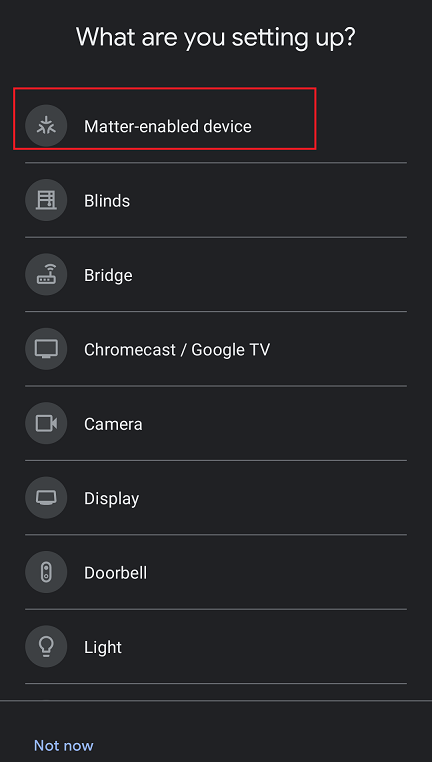 What are you setting up?
Matter-enabled device
Blinds
Bridge
Chromecast / Google TV
Camera
Display
Doorbell
Light
Not now